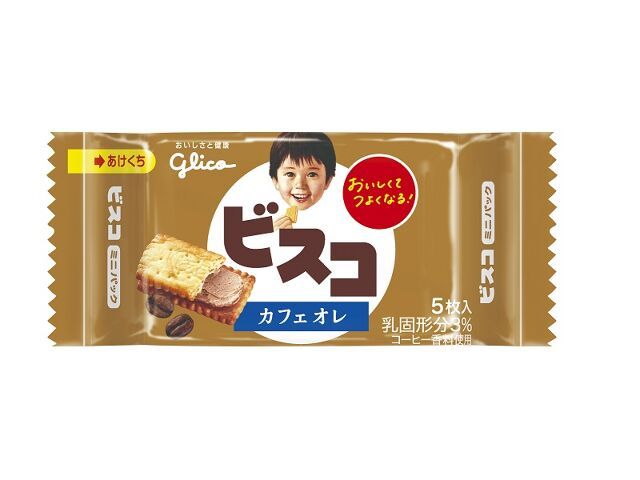 あけくち
おいしさと健康
glico
おいしくて
つよくなる!
ビスコ
カフェオレ
ビスコ ミニパック
ビスコ ミニパック
5枚入
乳固形分3%
コーヒー香料使用